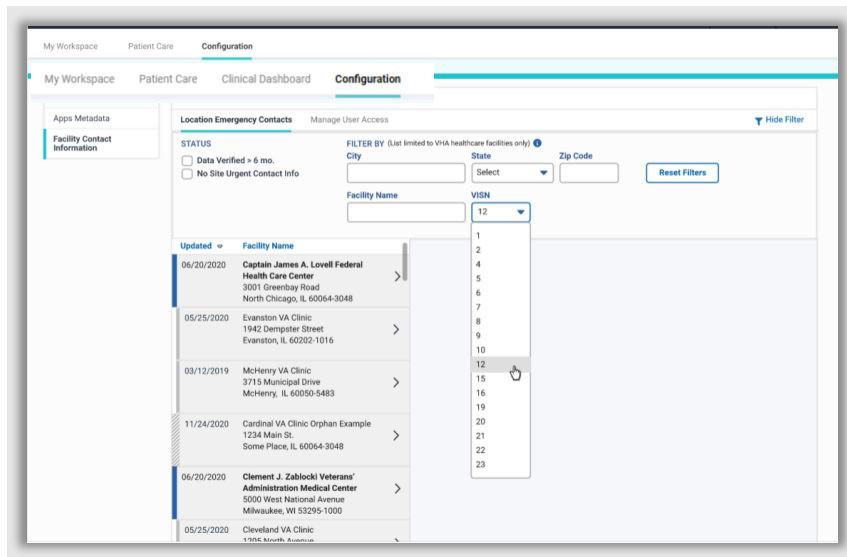 My Workspace Patient Care Configuration
My Workspace Patient Care Clinical Dashboard Configuration
Apps Metadata
Facility Contact
Information
Location Emergency Contacts Manage User Access Hide Filter
STATUS
Data Verified > 6 mo.
No Site Urgent Contact Info
FILTER BY (List limited to VHA healthcare facilities only)
City State Zip Code
Select
Reset Filters
Facility Name VISN
12
1
2
4
5
6
7
8
9
10
12
15
16
19
20
21
22
23
Updated Facility Name
06/20/2020 Captain James A. Lovell Federal
Health Care Center
3001 Greenbay Road
North Chicago, IL 60064-3048
05/25/2020 Evanston VA Clinic
1942 Dempster Street
Evanston, IL 60202-1016
03/12/2019 McHenry VA Clinic
3715 Municipal Drive
McHenry, IL 60050-5483
11/24/2020 Cardinal VA Clinic Orphan Example
1234 Main St.
Some Place, IL 60064-3048
06/20/2020 Clement J. Zablocki Veterans'
Administration Medical Center
5000 West National Avenue
Milwaukee, WI 53295-1000
05/25/2020 Cleveland VA Clinic
1205 North Avenue